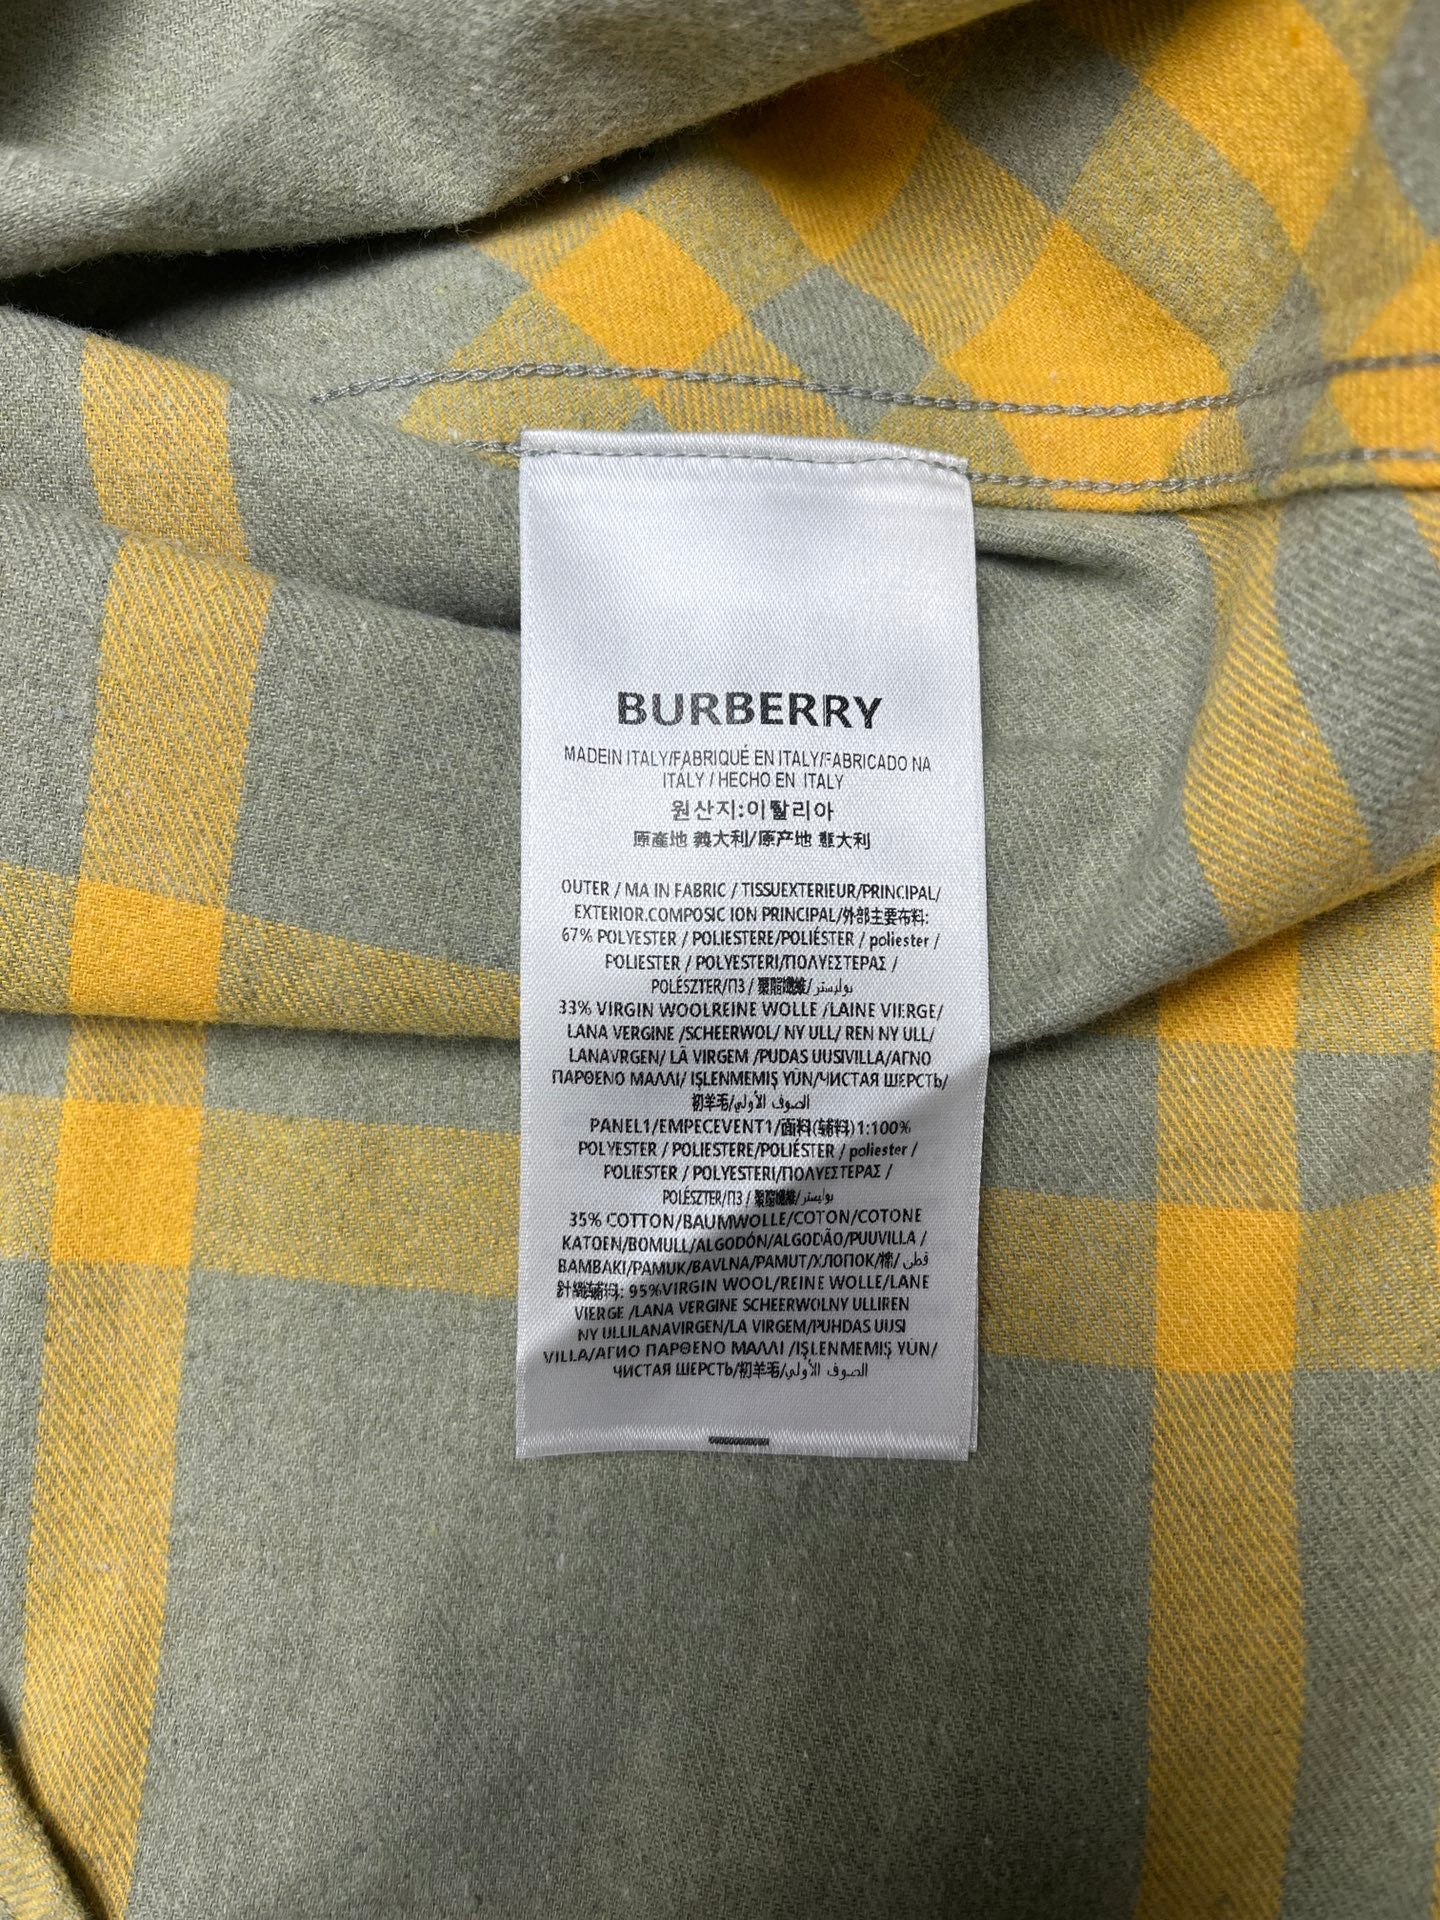 BURBERRY
MADEIN ITALY/FABRIQUÉ EN ITALY/FABRICADO NA
ITALY / HECHO EN ITALY
원산지:이탈리아
原產地 義大利/原产地 意大利
OUTER / MA IN FABRIC / TISSUEXTERIEUR/PRINCIPAL/
EXTERIOR.COMPOSIC ION PRINCIPAL/外部主要布料:
67% POLYESTER / POLIESTERE/POLIÉSTER / poliester /
POLIESTER / POLYESTERI/ΠΟΛΥΕΣΤΕΡΑΣ /
POLÉSZTER/ПЗ / 聚酯纖維/بوليستر
33% VIRGIN WOOLREINE WOLLE /LAINE VIERGE/
LANA VERGINE /SCHEERWOL/ NY ULL/ REN NY ULL/
LANAVRGEN/ LÃ VIRGEM /PUDAS UUSIVILLA/ΑΓΝΟ
ΠΑΡΘΕΝΟ ΜΑΛΛΙ/ IŞLENMEMIŞ YŪN/ЧИСТАЯ ШЕРСТЬ/
初羊毛/الصوف الأولي
PANEL1/EMPECEVENT1/面料(辅料)1:100%
POLYESTER / POLIESTERE/POLIÉSTER / poliester /
POLIESTER / POLYESTERI/ΠΟΛΥΕΣΤΕΡΑΣ /
POLÉSZTER/ПЗ / 聚酯纖維/بوليستر
35% COTTON/BAUMWOLLE/COTON/COTONE
KATOEN/BOMULL/ALGODÓN/ALGODÃO/PUUVILLA /
BAMBAKI/PAMUK/BAVLNA/PAMUT/ХЛОПОК/棉/ قطن
95%VIRGIN WOOL/REINE WOLLE/LANE
VIERGE /LANA VERGINE SCHEERWOLNY ULLIREN
NY ULLILANAVIRGEN/LA VIRGEM/PUHDAS UUSI
VILLA/ΑΓΝΟ ΠΑΡΘΕΝΟ ΜΑΛΛΙ /IŞLENMEMIŞ YŪN/
ЧИСТАЯ ШЕРСТЬ/初羊毛/الصوف الأولي